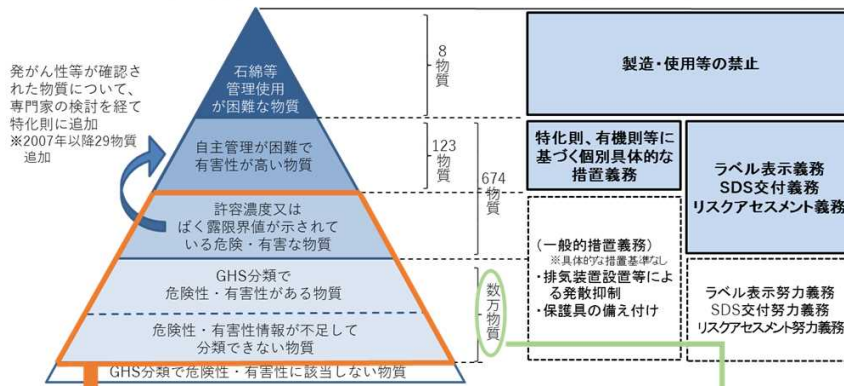 発がん性等が確認され
た物質について、
専門家の検討を経て
特化則に追加
※2007年以降29物質
追加
石綿等
管理使用
が困難な物質
自主管理が困難で
有害性が高い物質
許容濃度又は
ばく露限界値が示されて
いる危険・有害な物質
GHS分類で
危険性・有害性がある物質
危険性・有害性情報が不足して
分類できない物質
GHS分類で危険性・有害性に該当しない物質
8物質
123物質
674物質
数万物質
製造・使用等の禁止
特化則、有機則等に
基づく個別具体的な
措置義務
ラベル表示義務
SDS交付義務
リスクアセスメント義務
(一般的措置義務)
※具体的な措置基準なし
・排気装置設置等によ
る発散抑制
・保護具の備え付け
ラベル表示努力義務
SDS交付努力義務
リスクアセスメント努力義務